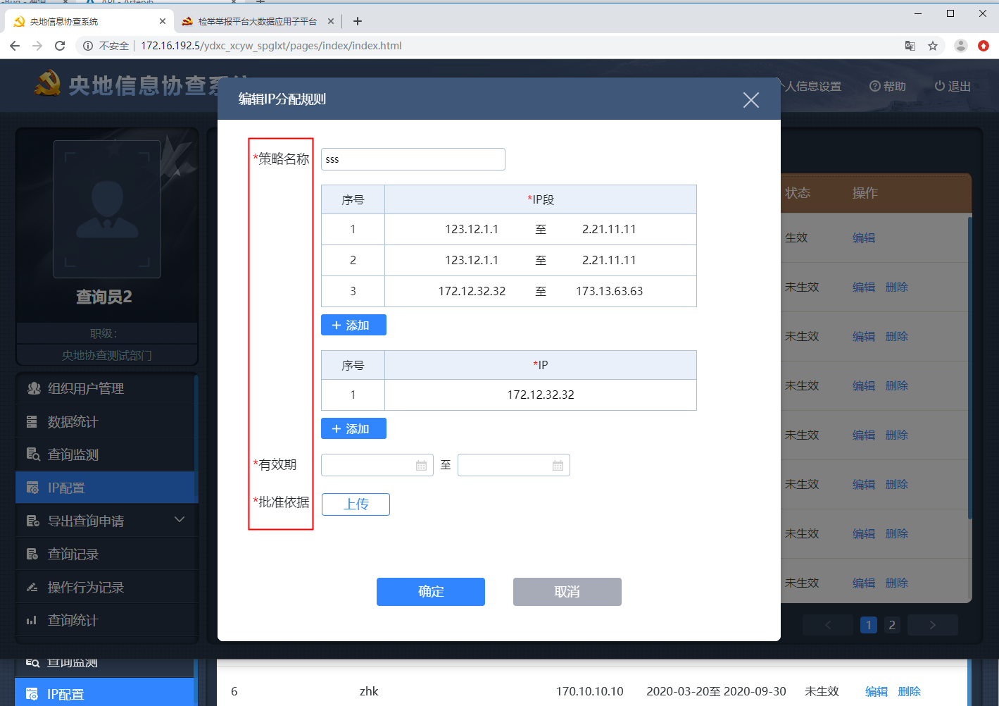 央地信息协查系统
检举举报平台大数据应用子平台
不安全 172.16.192.5/ydxc_xcyw_spglxt/pages/index/index.html
央地信息协查系统
个人信息设置 帮助 退出
编辑IP分配规则
查询员2
职级：
央地协查测试部门
组织用户管理
数据统计
查询监测
IP配置
导出查询申请
查询记录
操作行为记录
查询统计
*策略名称 sss
序号 *IP段
1 123.12.1.1 至 2.21.11.11
2 123.12.1.1 至 2.21.11.11
3 172.12.32.32 至 173.13.63.63
+ 添加
序号 *IP
1 172.12.32.32
+ 添加
*有效期 至
*批准依据 上传
确定 取消
状态 操作
生效 编辑
未生效 编辑 删除
未生效 编辑 删除
未生效 编辑 删除
未生效 编辑 删除
未生效 编辑 删除
未生效 编辑 删除
未生效 编辑 删除
< 1 2 >
查询监测
IP配置
6 zhk 170.10.10.10 2020-03-20至 2020-09-30 未生效 编辑 删除